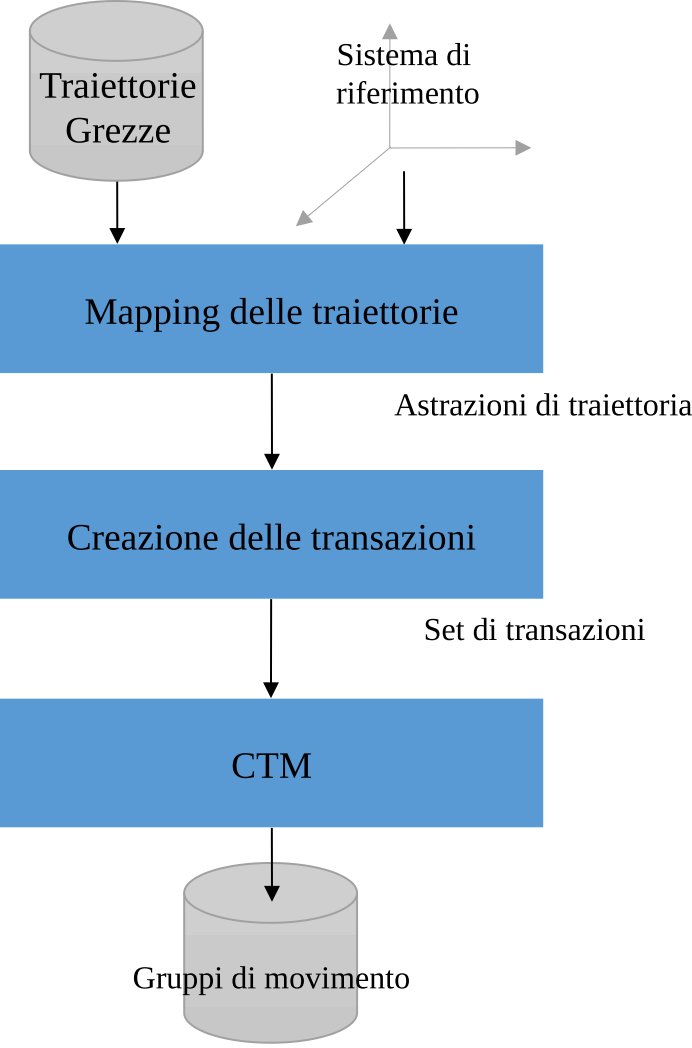 Traiettorie
Grezze
Sistema di
riferimento
Mapping delle traiettorie
Astrazioni di traiettoria
Creazione delle transazioni
Set di transazioni
CTM
Gruppi di movimento